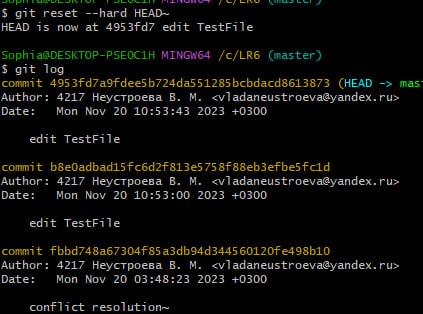 Sophia@DESKTOP-PSEOC1H MINGW64 /c/LR6 (master)
$ git reset --hard HEAD~
HEAD is now at 4953fd7 edit TestFile
Sophia@DESKTOP-PSEOC1H MINGW64 /c/LR6 (master)
$ git log
commit 4953fd7a9fdee5b724da551285bcbdacd8613873 (HEAD -> mas
Author: 4217 Неустроева В. М. <vladaneustroeva@yandex.ru>
Date: Mon Nov 20 10:53:43 2023 +0300
edit TestFile
commit b8e0adbad15fc6d2f813e5758f88eb3efbe5fc1d
Author: 4217 Неустроева В. М. <vladaneustroeva@yandex.ru>
Date: Mon Nov 20 10:53:00 2023 +0300
edit TestFile
commit fbbd748a67304f85a3db94d344560120fe498b10
Author: 4217 Неустроева В. М. <vladaneustroeva@yandex.ru>
Date: Mon Nov 20 03:48:23 2023 +0300
conflict resolution~